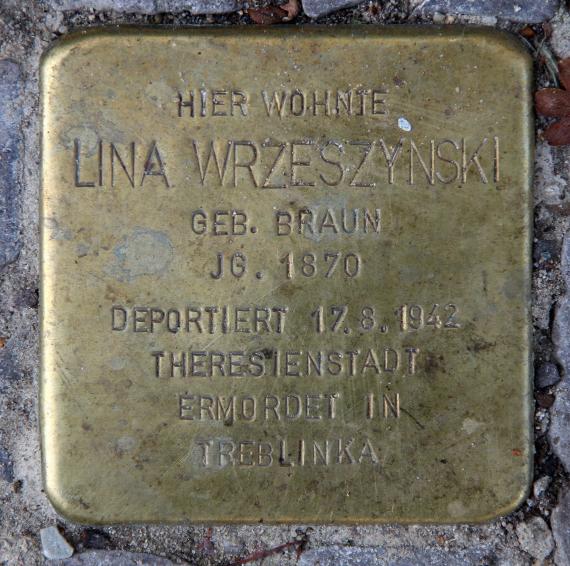 HIER WOHNTE
LINA WRZESZYNSKI
GEB. BRAUN
JG. 1870
DEPORTIERT 17.8.1942
THERESIENSTADT
ERMORDET IN
TREBLINKA